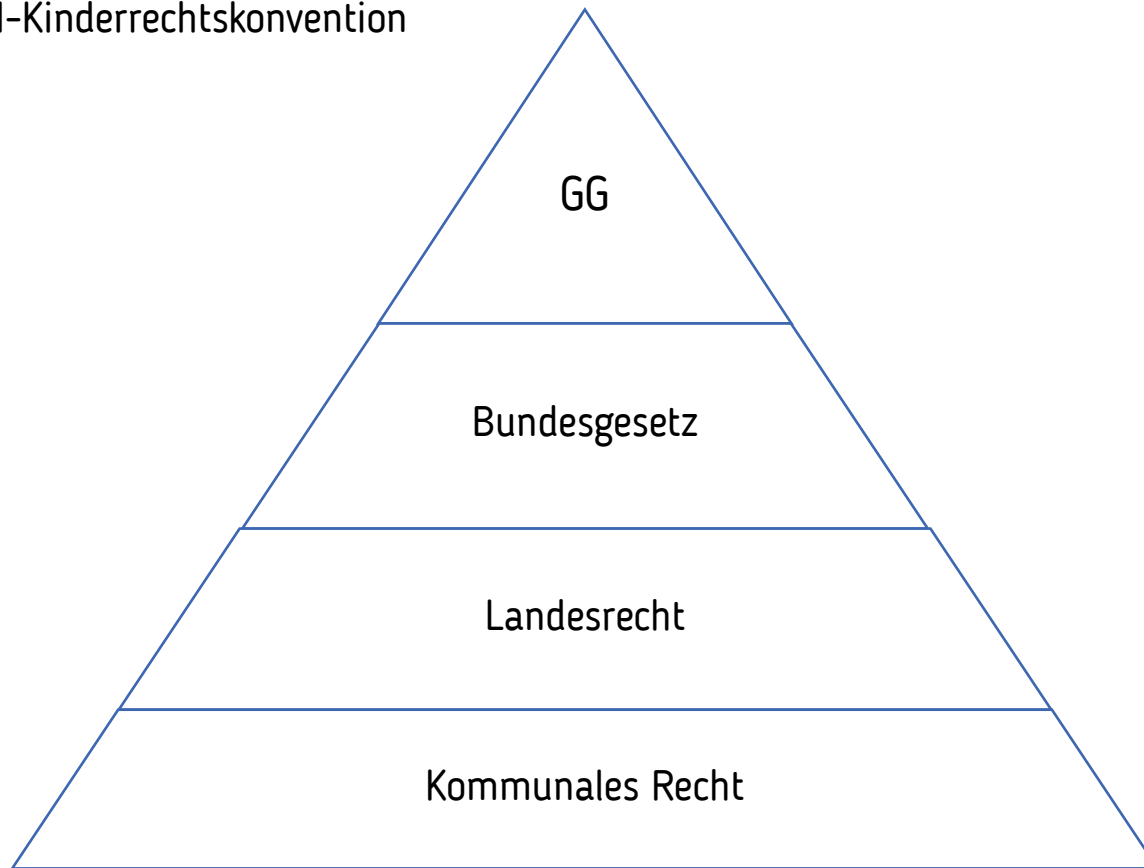 -Kinderrechtskonvention
GG
Bundesgesetz
Landesrecht
Kommunales Recht